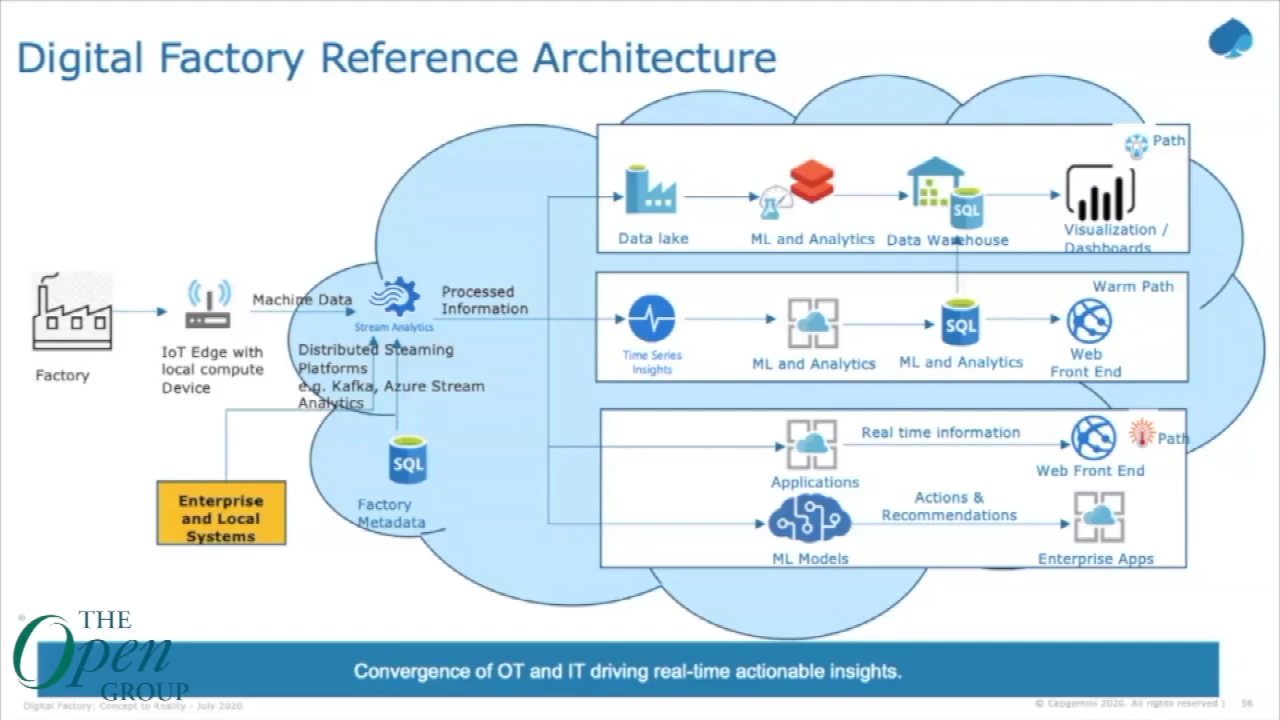 Digital Factory Reference Architecture
Path
Data lake
ML and Analytics
SQL
Data Warehouse
Visualization /
Dashboards
Warm Path
Machine Data
Stream Analytics
Processed
Information
Time Series
Insights
ML and Analytics
SQL
ML and Analytics
Web
Front End
Factory
IoT Edge with
local compute
Device
Distributed Steaming
Platforms
e.g. Kafka, Azure Stream
Analytics
SQL
Factory
Metadata
Enterprise
and Local
Systems
Real time information
Path
Applications
Web Front End
Actions &
Recommendations
ML Models
Enterprise Apps
THE
Open
GROUP
®
Convergence of OT and IT driving real-time actionable insights.
Digital Factory: Concept to Reality - July 2020
© Capgemini 2020. All rights reserved |
56